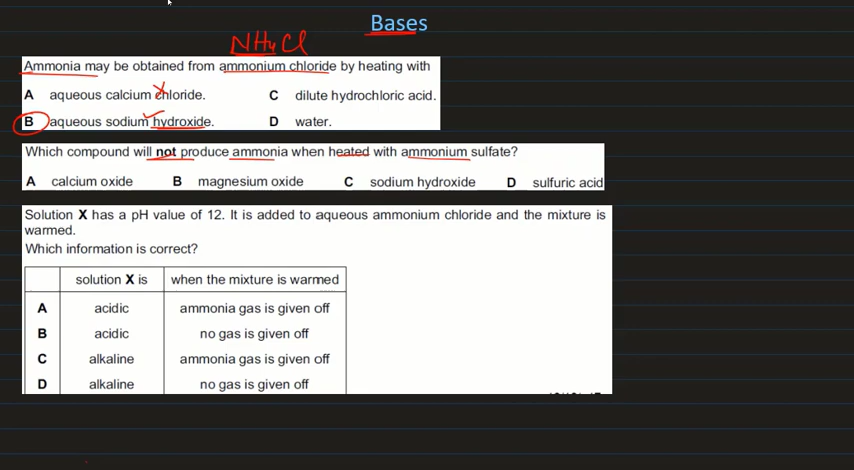 Bases
NH4Cl
Ammonia may be obtained from ammonium chloride by heating with
A aqueous calcium chloride. C dilute hydrochloric acid.
B aqueous sodium hydroxide. D water.
Which compound will not produce ammonia when heated with ammonium sulfate?
A calcium oxide B magnesium oxide C sodium hydroxide D sulfuric acid
Solution X has a pH value of 12. It is added to aqueous ammonium chloride and the mixture is
warmed.
Which information is correct?
solution X is when the mixture is warmed
A acidic ammonia gas is given off
B acidic no gas is given off
C alkaline ammonia gas is given off
D alkaline no gas is given off